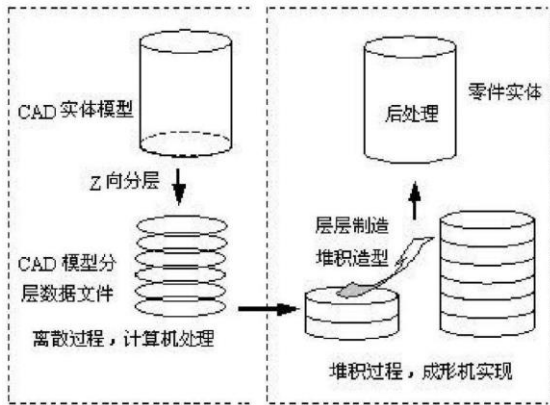 CAD 实体模型
Z 向分层
CAD 模型分
层数据文件
离散过程，计算机处理
零件实体
后处理
层层制造
堆积造型
堆积过程，成形机实现